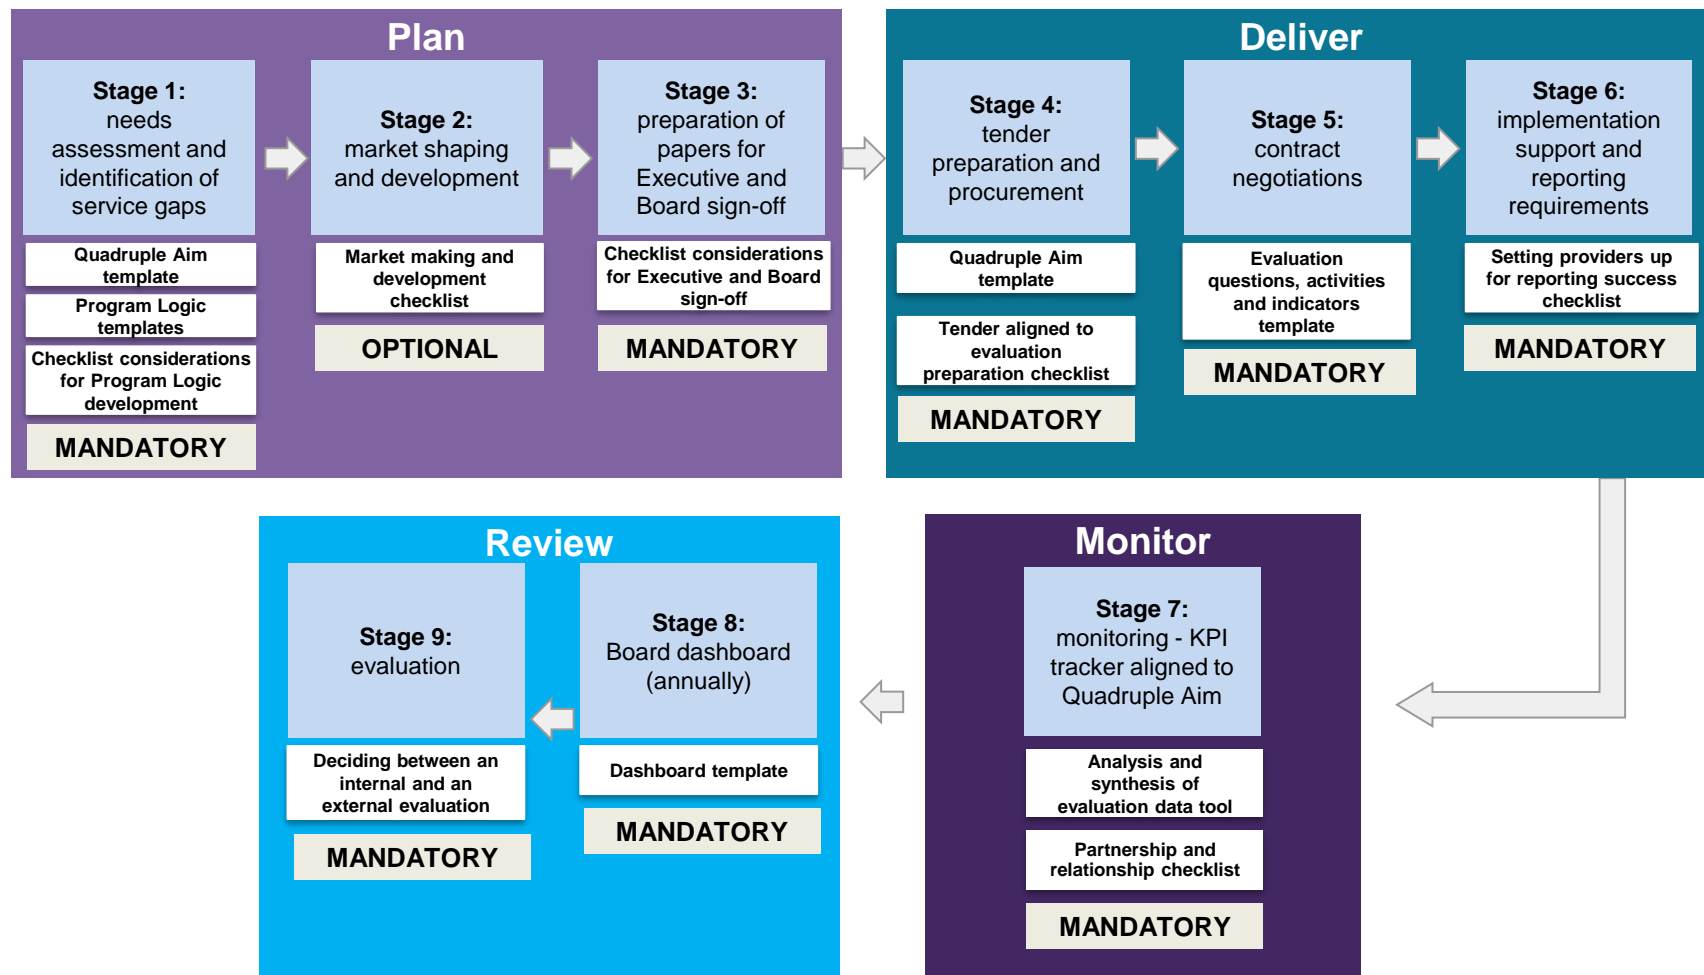 Plan
Stage 1:
needs
assessment and
identification of
service gaps
Quadruple Aim
template
Program Logic
templates
Checklist considerations
for Program Logic
development
MANDATORY
Stage 2:
market shaping
and development
Market making and
development
checklist
OPTIONAL
Stage 3:
preparation of
papers for
Executive and
Board sign-off
Checklist considerations
for Executive and Board
sign-off
MANDATORY
Deliver
Stage 4:
tender
preparation and
procurement
Quadruple Aim
template
Tender aligned to
evaluation
preparation checklist
MANDATORY
Stage 5:
contract
negotiations
Evaluation
questions, activities
and indicators
template
MANDATORY
Stage 6:
implementation
support and
reporting
requirements
Setting providers up
for reporting success
checklist
MANDATORY
Monitor
Stage 7:
monitoring - KPI
tracker aligned to
Quadruple Aim
Analysis and
synthesis of
evaluation data tool
Partnership and
relationship checklist
MANDATORY
Review
Stage 8:
Board dashboard
(annually)
Dashboard template
MANDATORY
Stage 9:
evaluation
Deciding between an
internal and an
external evaluation
MANDATORY